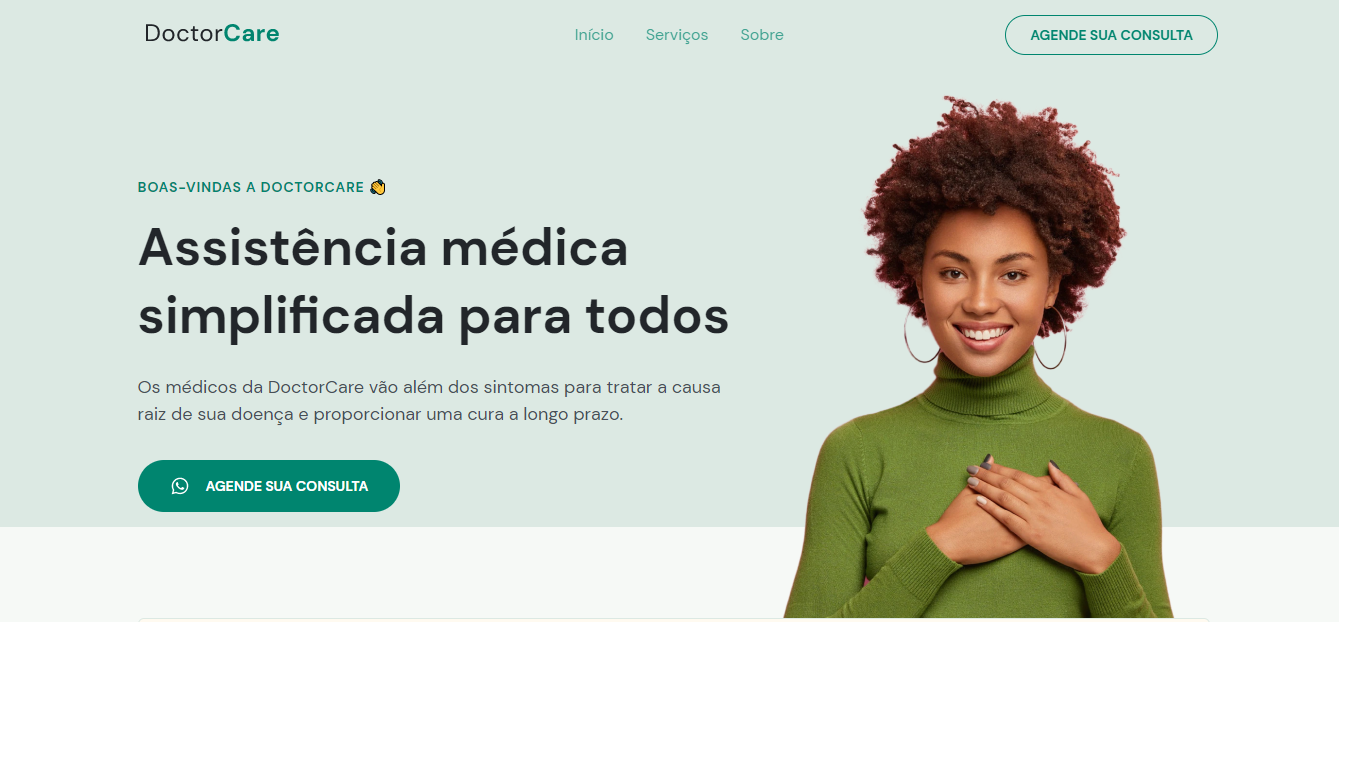 DoctorCare
Início
Serviços
Sobre
AGENDE SUA CONSULTA
BOAS-VINDAS A DOCTORCARE 👏
Assistência médica
simplificada para todos
Os médicos da DoctorCare vão além dos sintomas para tratar a causa
raiz de sua doença e proporcionar uma cura a longo prazo.
AGENDE SUA CONSULTA